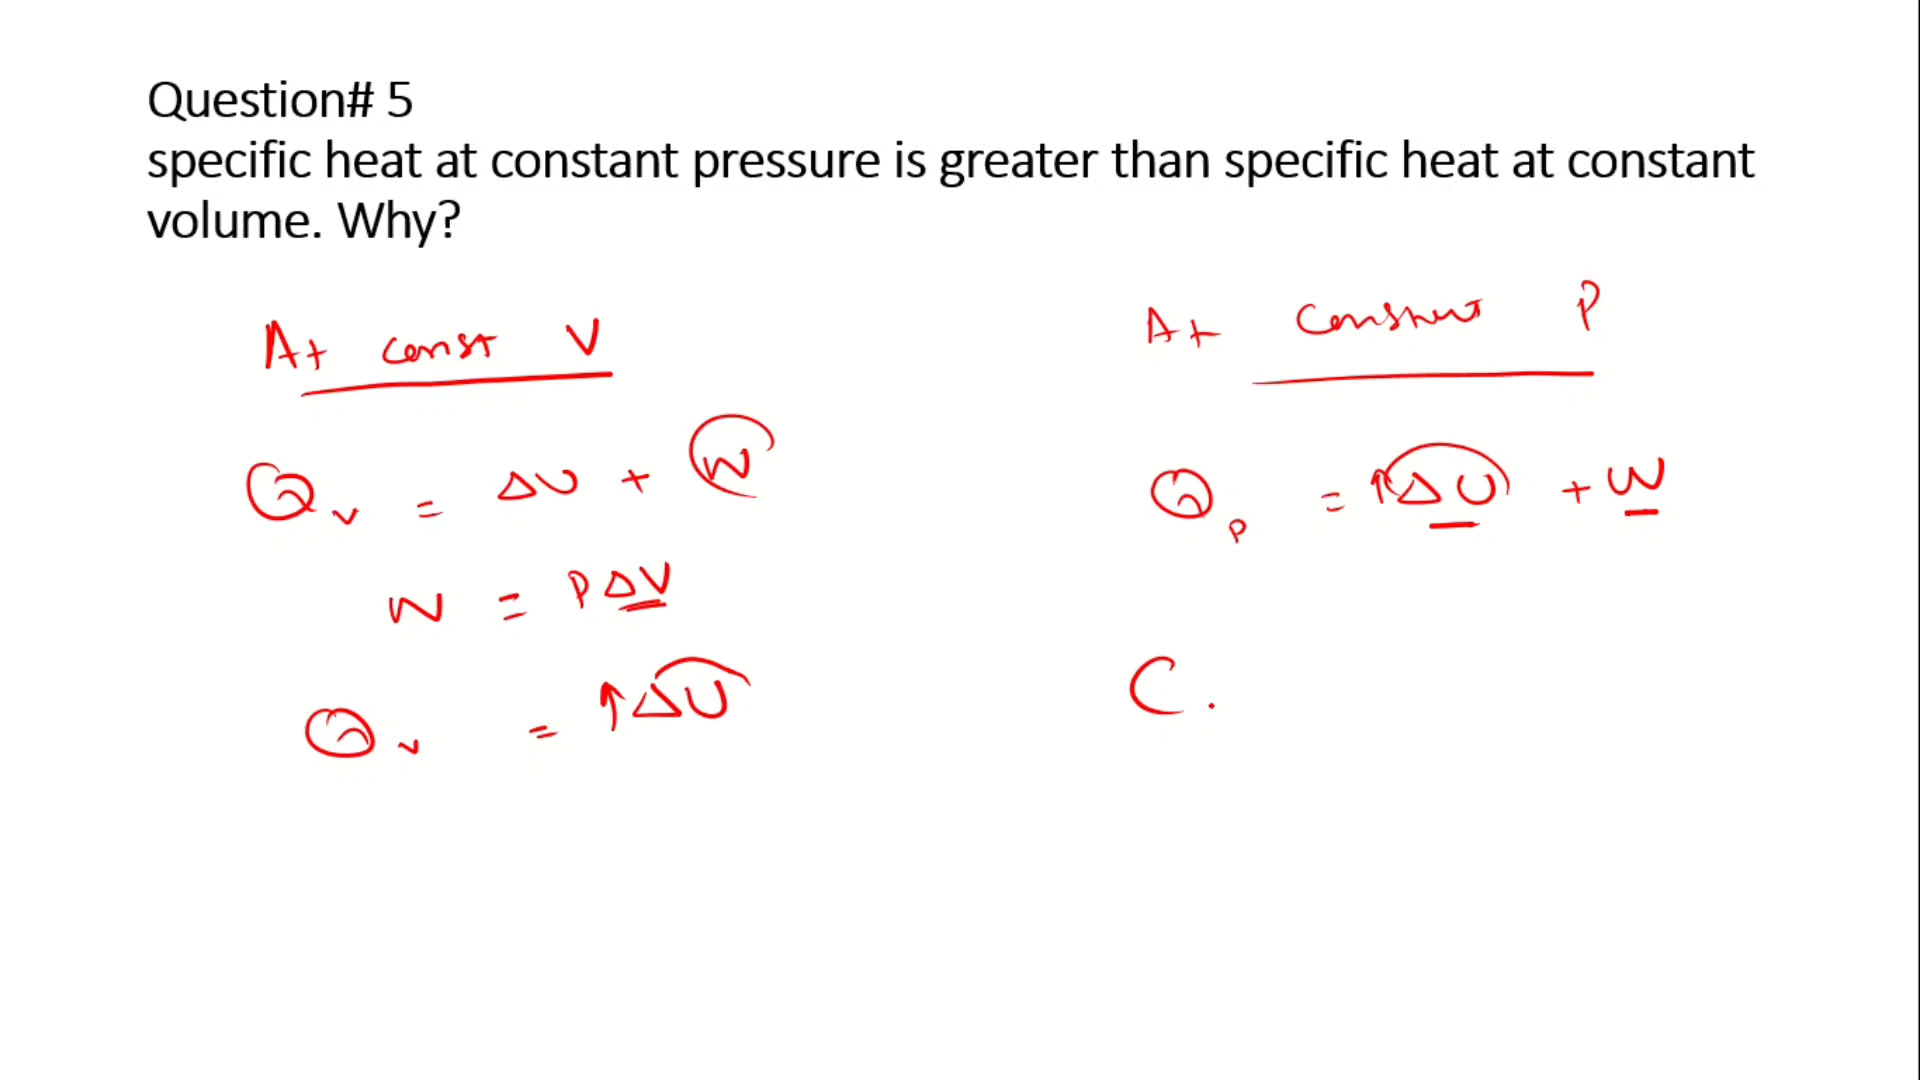 Question# 5
specific heat at constant pressure is greater than specific heat at constant
volume. Why?
At const V
At constant P
Qv = ΔU + W
Qp = ↑ΔU + W
W = PΔV
Qv = ↑ΔU
C.